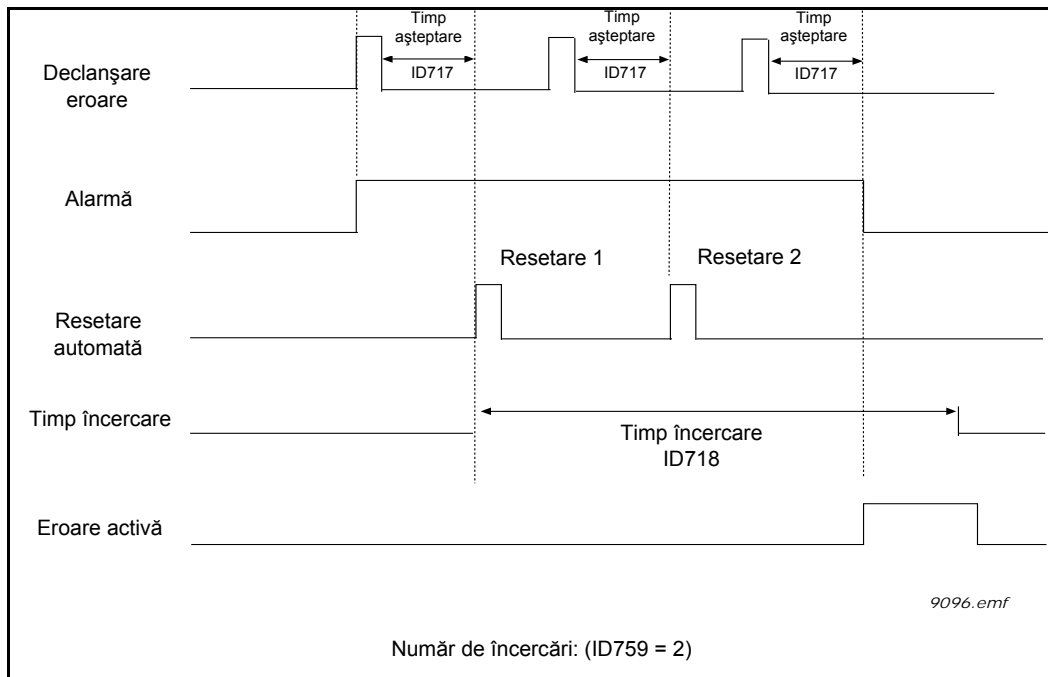 Timp
aşteptare
ID717
Timp
aşteptare
ID717
Timp
aşteptare
ID717
Declanşare
eroare
Alarmă
Resetare 1
Resetare 2
Resetare
automată
Timp încercare
Timp încercare
ID718
Eroare activă
9096.emf
Număr de încercări: (ID759 = 2)